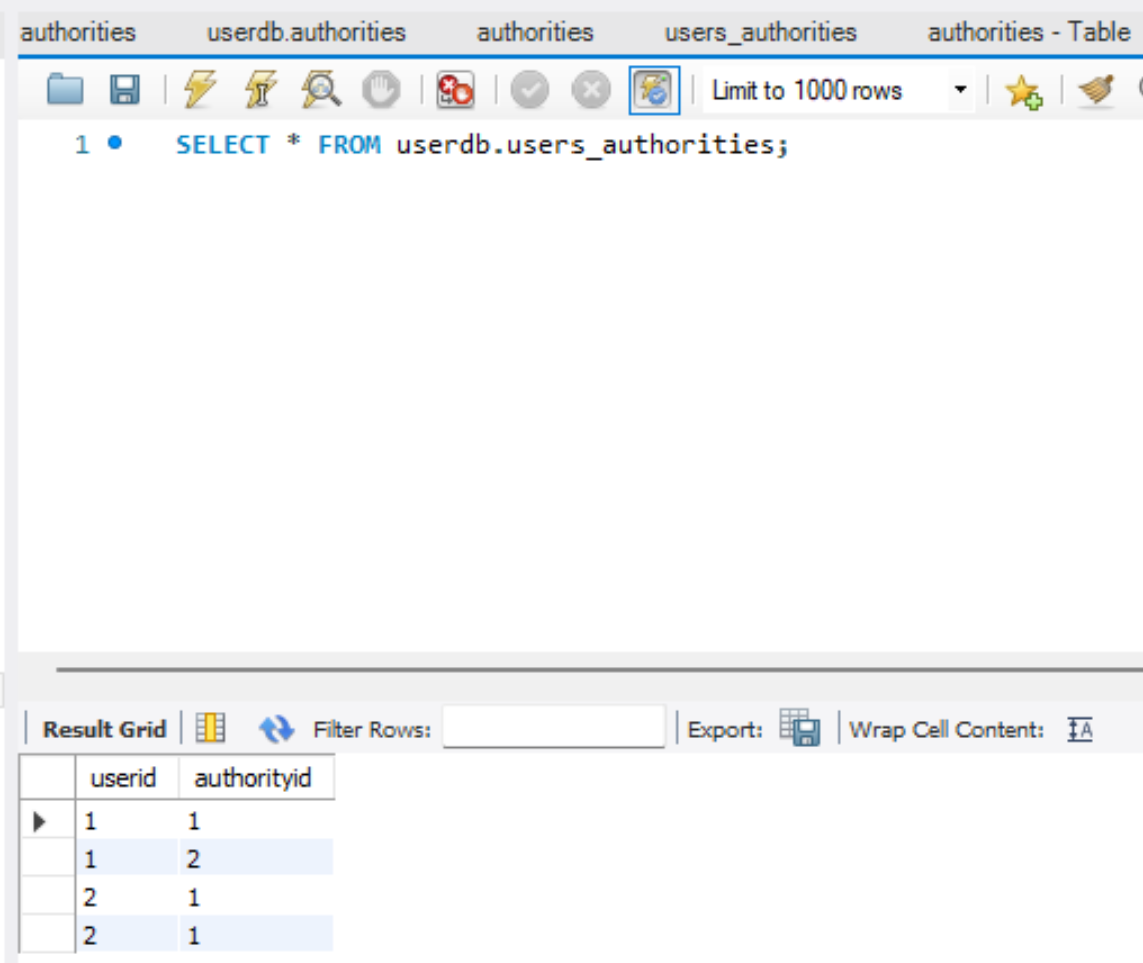 authorities userdb.authorities authorities users_authorities authorities - Table
Limit to 1000 rows
1 SELECT * FROM userdb.users_authorities;
Result Grid Filter Rows: Export: Wrap Cell Content:
userid authorityid
1 1
1 2
2 1
2 1